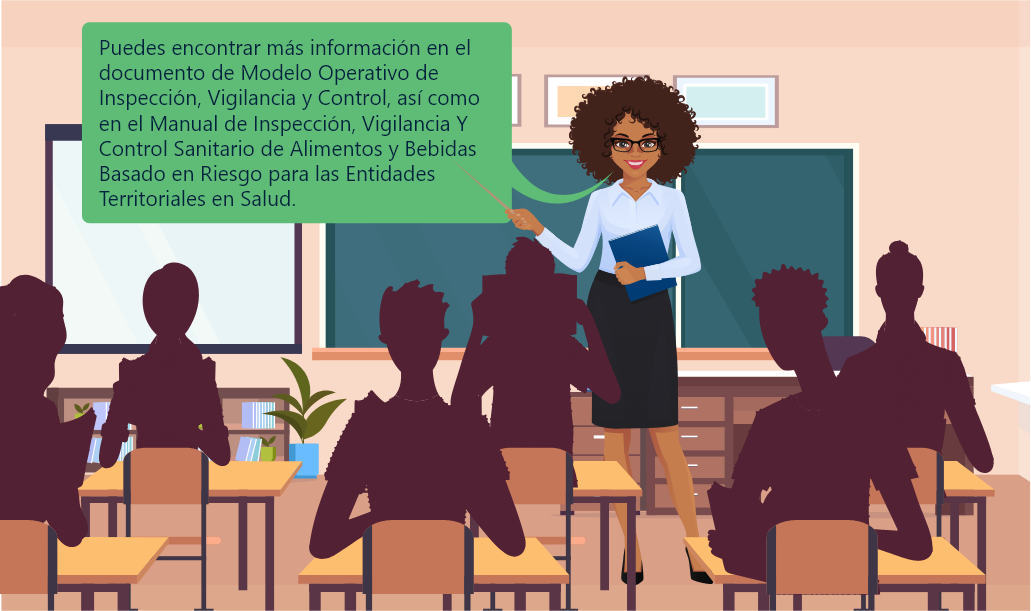 Puedes encontrar más información en el
documento de Modelo Operativo de
Inspección, Vigilancia y Control, así como
en el Manual de Inspección, Vigilancia Y
Control Sanitario de Alimentos y Bebidas
Basado en Riesgo para las Entidades
Territoriales en Salud.